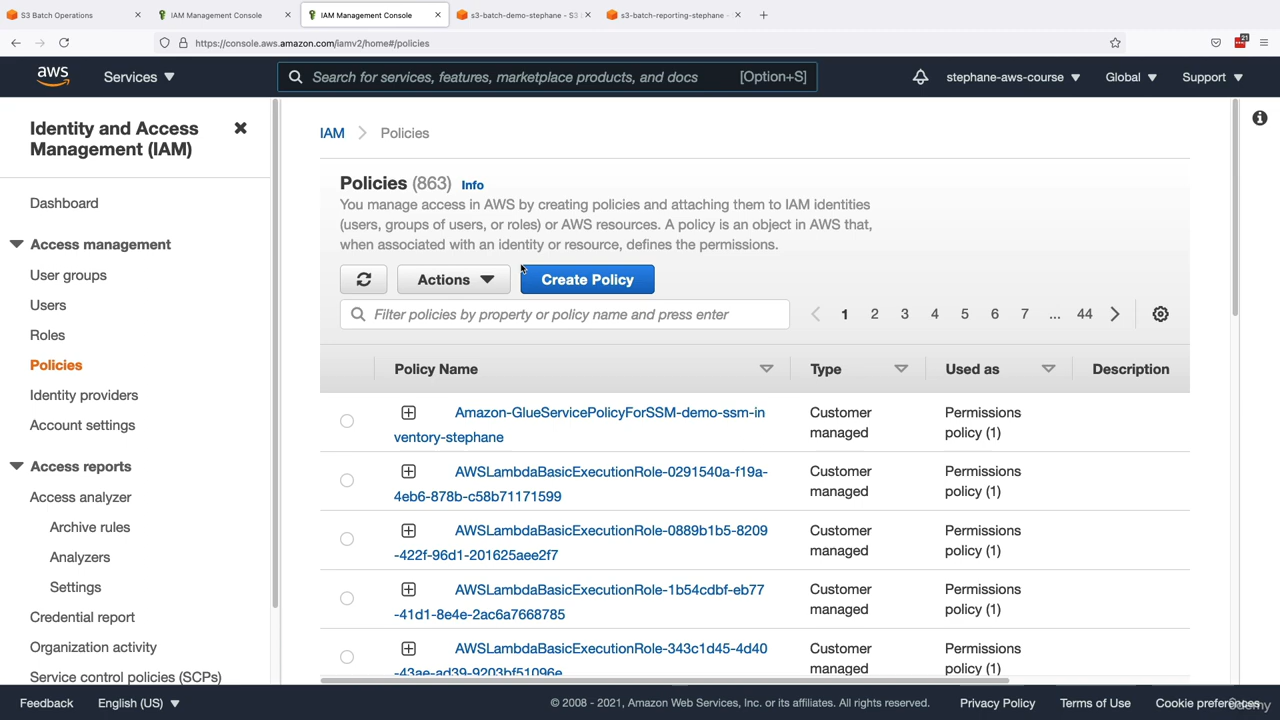 S3 Batch Operations
IAM Management Console
IAM Management Console
s3-batch-demo-stephane - S3
s3-batch-reporting-stephane -
https://console.aws.amazon.com/iamv2/home#/policies
21
aws
Services
Search for services, features, marketplace products, and docs
[Option+S]
stephane-aws-course
Global
Support
Identity and Access
Management (IAM)
Dashboard
Access management
User groups
Users
Roles
Policies
Identity providers
Account settings
Access reports
Access analyzer
Archive rules
Analyzers
Settings
Credential report
Organization activity
Service control policies (SCPs)
IAM > Policies
Policies (863) Info
You manage access in AWS by creating policies and attaching them to IAM identities
(users, groups of users, or roles) or AWS resources. A policy is an object in AWS that,
when associated with an identity or resource, defines the permissions.
Actions
Create Policy
Filter policies by property or policy name and press enter
1 2 3 4 5 6 7 ... 44
Policy Name Type Used as Description
Amazon-GlueServicePolicyForSSM-demo-ssm-in
ventory-stephane
Customer
managed
Permissions
policy (1)
AWSLambdaBasicExecutionRole-0291540a-f19a-
4eb6-878b-c58b71171599
Customer
managed
Permissions
policy (1)
AWSLambdaBasicExecutionRole-0889b1b5-8209
-422f-96d1-201625aee2f7
Customer
managed
Permissions
policy (1)
AWSLambdaBasicExecutionRole-1b54cdbf-eb77
-41d1-8e4e-2ac6a7668785
Customer
managed
Permissions
policy (1)
AWSLambdaBasicExecutionRole-343c1d45-4d40
-43ae-ad39-9203bf51096e
Customer
managed
Permissions
policy (1)
Feedback
English (US)
© 2008 - 2021, Amazon Web Services, Inc. or its affiliates. All rights reserved.
Privacy Policy
Terms of Use
Cookie preferences
udemy